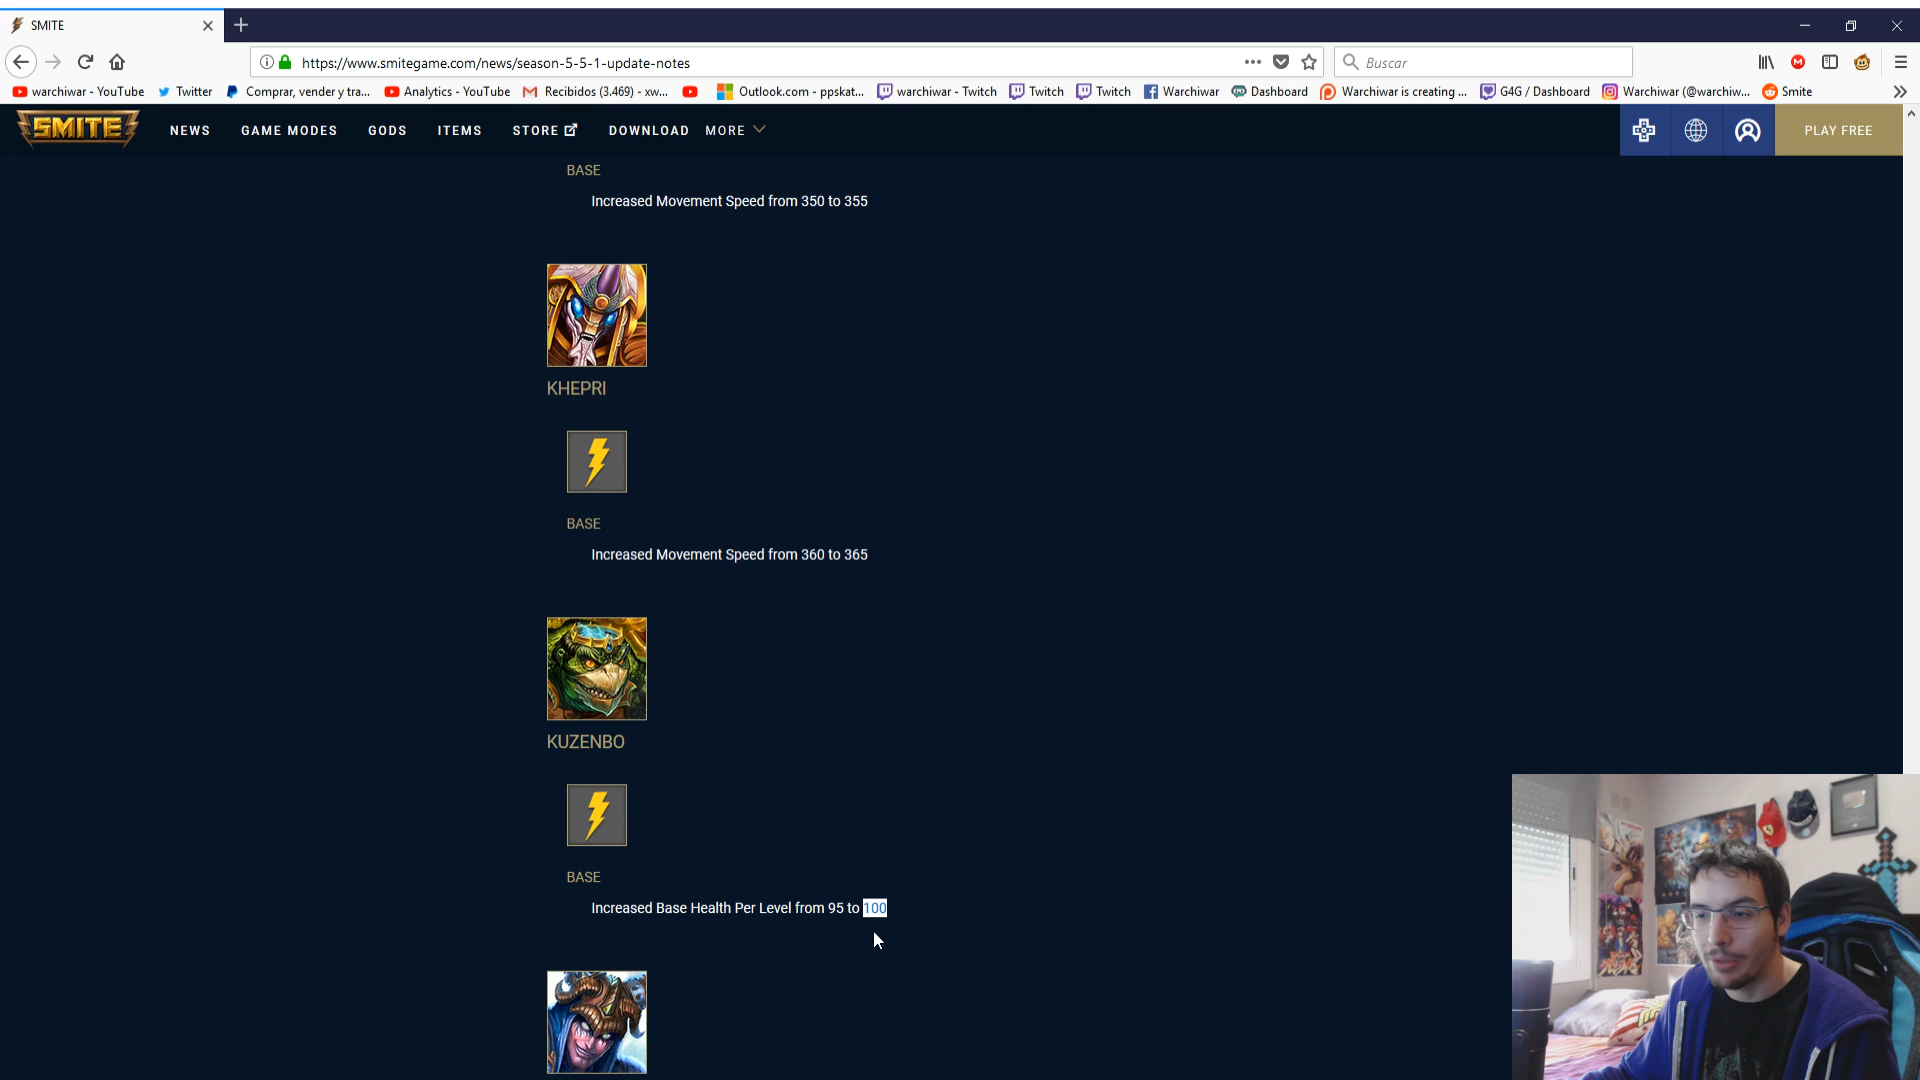 SMITE
https://www.smitegame.com/news/season-5-5-1-update-notes
Buscar
warchiwar - YouTube
Twitter
Comprar, vender y tra...
Analytics - YouTube
Recibidos (3.469) - xw...
Outlook.com - ppskat...
warchiwar - Twitch
Twitch
Twitch
Warchiwar
Dashboard
Warchiwar is creating ...
G4G / Dashboard
Warchiwar (@warchiw...
Smite
SMITE
NEWS
GAME MODES
GODS
ITEMS
STORE
DOWNLOAD
MORE
PLAY FREE
BASE
Increased Movement Speed from 350 to 355
KHEPRI
BASE
Increased Movement Speed from 360 to 365
KUZENBO
BASE
Increased Base Health Per Level from 95 to 100